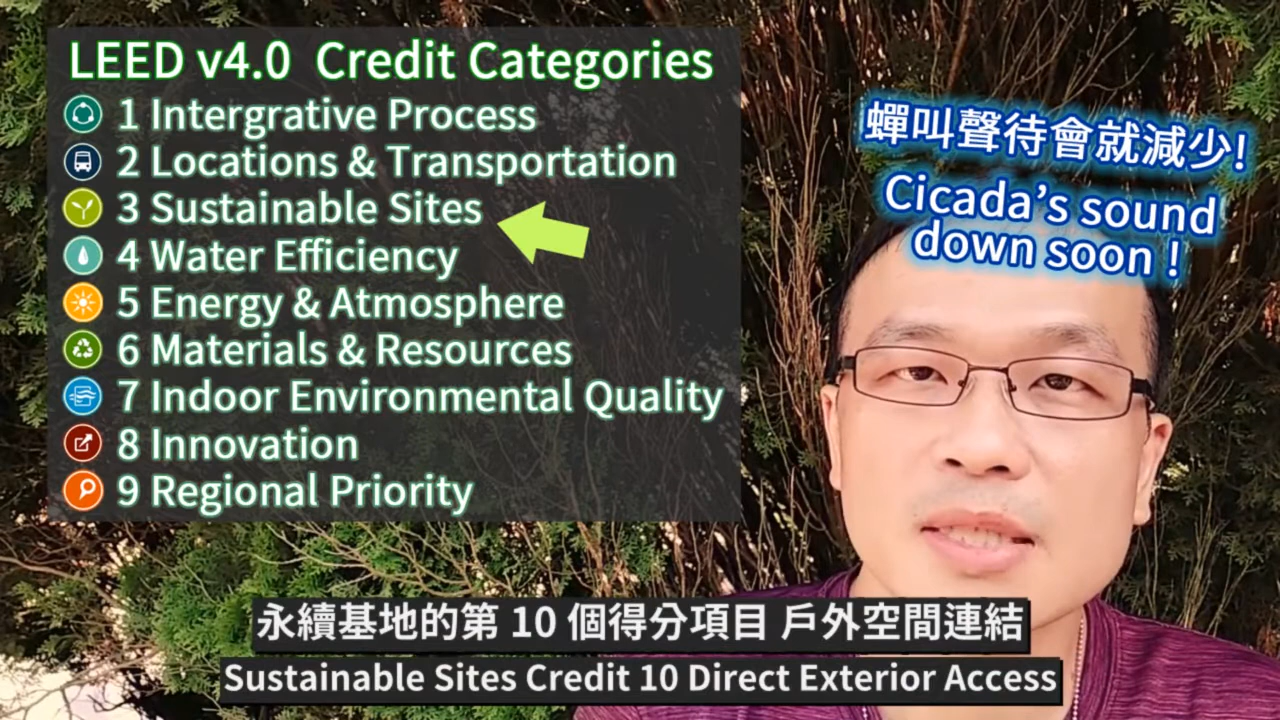 LEED v4.0 Credit Categories
1 Intergrative Process
2 Locations & Transportation
3 Sustainable Sites
4 Water Efficiency
5 Energy & Atmosphere
6 Materials & Resources
7 Indoor Environmental Quality
8 Innovation
9 Regional Priority
蟬叫聲待會就減少!
Cicada's sound
down soon !
永續基地的第 10 個得分項目 戶外空間連結
Sustainable Sites Credit 10 Direct Exterior Access